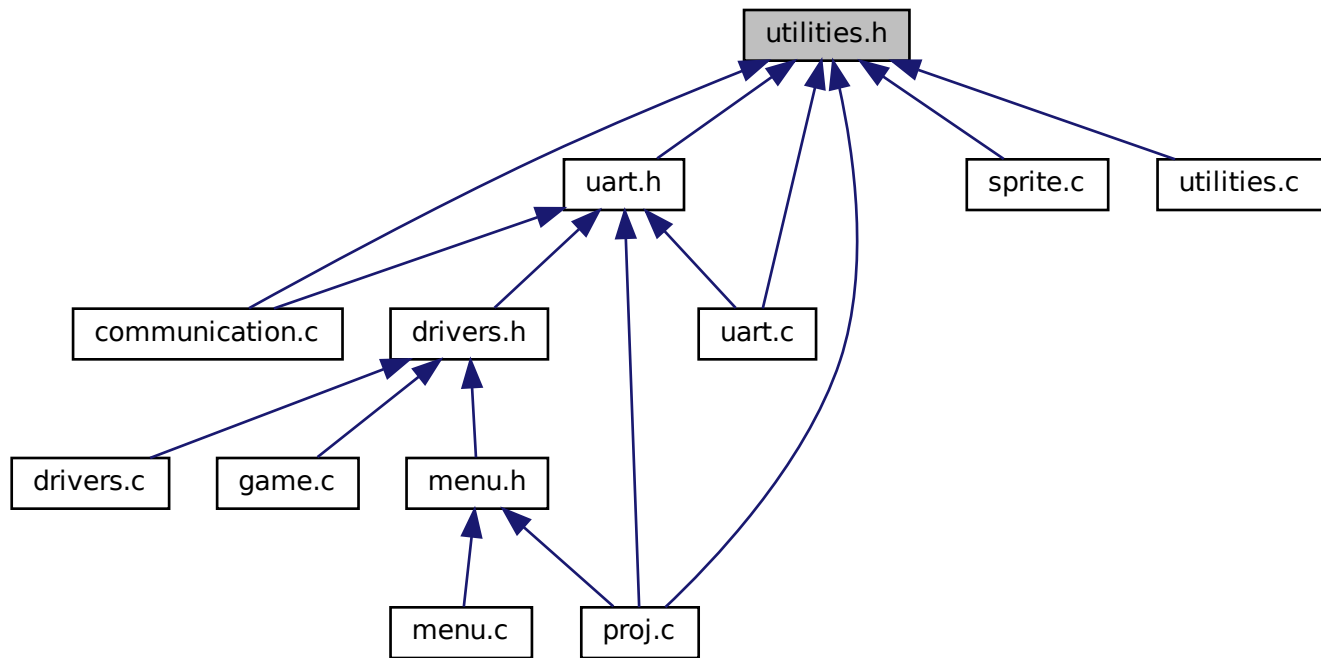 utilities.h
uart.h
sprite.c
utilities.c
communication.c
drivers.h
uart.c
drivers.c
game.c
menu.h
menu.c
proj.c